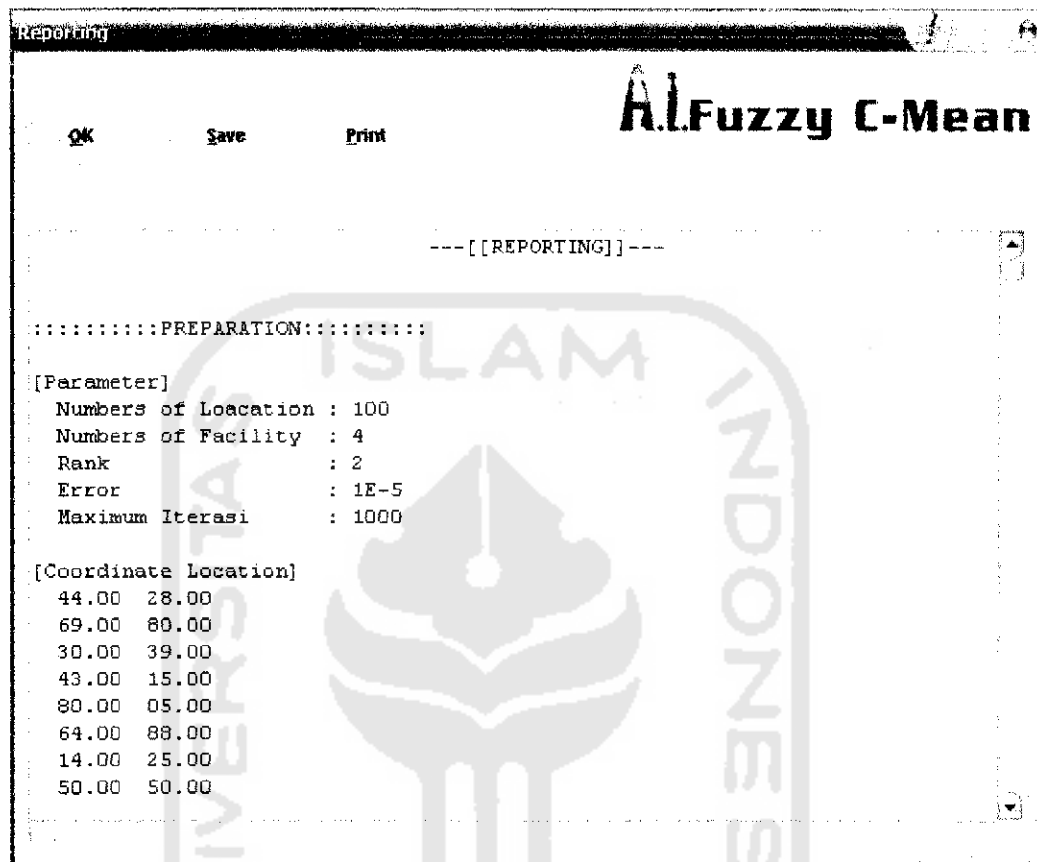 Reporting
A.I.Fuzzy C-Mean
OK Save Print
---[[REPORTING]]---
::::::::::PREPARATION::::::::::
[Parameter]
Numbers of Loacation : 100
Numbers of Facility : 4
Rank : 2
Error : 1E-5
Maximum Iterasi : 1000
[Coordinate Location]
44.00 28.00
69.00 80.00
30.00 39.00
43.00 15.00
80.00 05.00
64.00 88.00
14.00 25.00
50.00 50.00
ISLAM
INDONES
VERSITAS